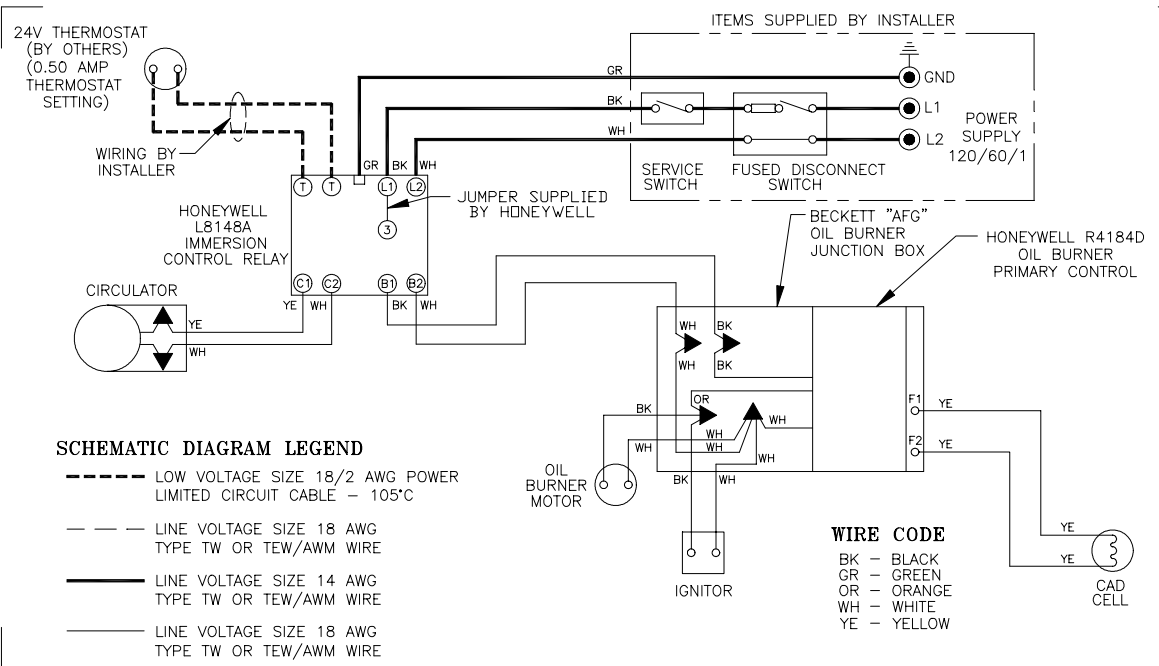 ITEMS SUPPLIED BY INSTALLER
24V THERMOSTAT
(BY OTHERS)
(0.50 AMP
THERMOSTAT
SETTING)
GR
GND
BK
L1
WH
L2
POWER
SUPPLY
120/60/1
WIRING BY
INSTALLER
SERVICE
SWITCH
FUSED DISCONNECT
SWITCH
GR BK WH
T T L1 L2
3
JUMPER SUPPLIED
BY HONEYWELL
HONEYWELL
L8148A
IMMERSION
CONTROL RELAY
C1 C2 B1 B2
YE WH BK WH
BECKETT "AFG"
OIL BURNER
JUNCTION BOX
HONEYWELL R4184D
OIL BURNER
PRIMARY CONTROL
CIRCULATOR
YE
WH
WH BK
WH BK
OR
BK
WH
WH
WH
WH
WH
BK WH
F1 YE
F2 YE
OIL
BURNER
MOTOR
IGNITOR
YE
YE
CAD
CELL
SCHEMATIC DIAGRAM LEGEND
LOW VOLTAGE SIZE 18/2 AWG POWER
LIMITED CIRCUIT CABLE - 105°C
LINE VOLTAGE SIZE 18 AWG
TYPE TW OR TEW/AWM WIRE
LINE VOLTAGE SIZE 14 AWG
TYPE TW OR TEW/AWM WIRE
LINE VOLTAGE SIZE 18 AWG
TYPE TW OR TEW/AWM WIRE
WIRE CODE
BK - BLACK
GR - GREEN
OR - ORANGE
WH - WHITE
YE - YELLOW